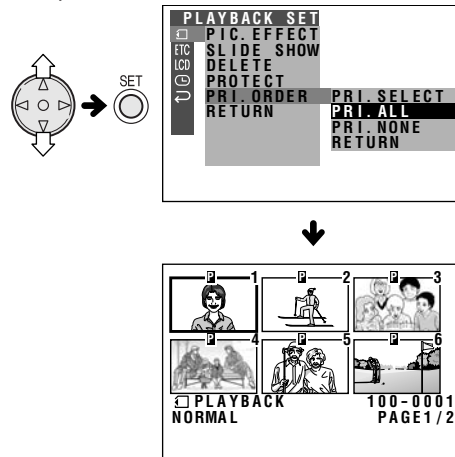 PLAYBACK SET
PIC.EFFECT
ETC SLIDE SHOW
LCD DELETE
PROTECT
PRI.ORDER PRI.SELECT
RETURN PRI.ALL
PRI.NONE
RETURN
SET
P 1 P 2 P 3
P 4 P 5 P 6
PLAYBACK 100-0001
NORMAL PAGE1/2